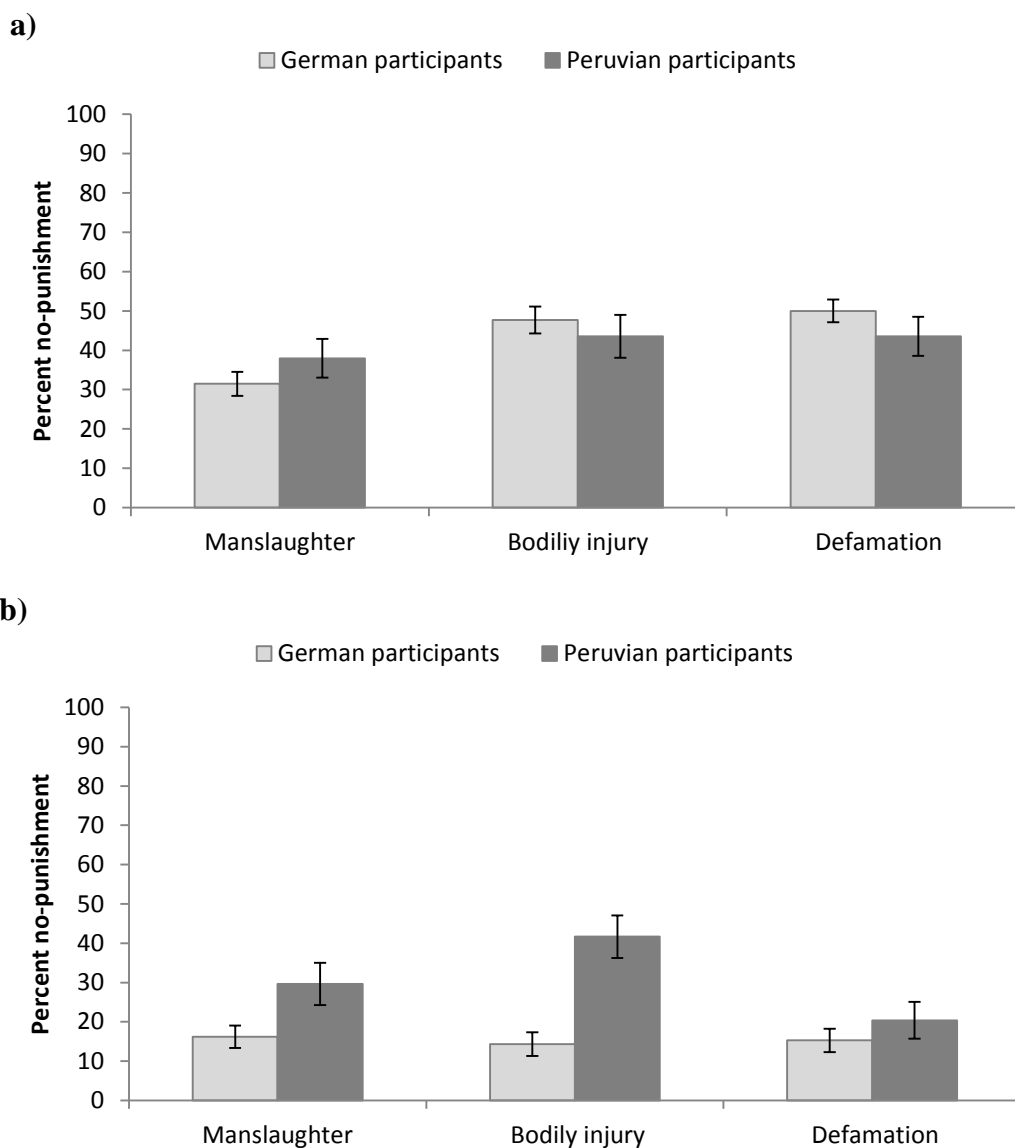 a)
German participants Peruvian participants
100
90
80
70
60
50
40
30
20
10
0
Percent no-punishment
Manslaughter Bodiliy injury Defamation
b)
German participants Peruvian participants
100
90
80
70
60
50
40
30
20
10
0
Percent no-punishment
Manslaughter Bodily injury Defamation